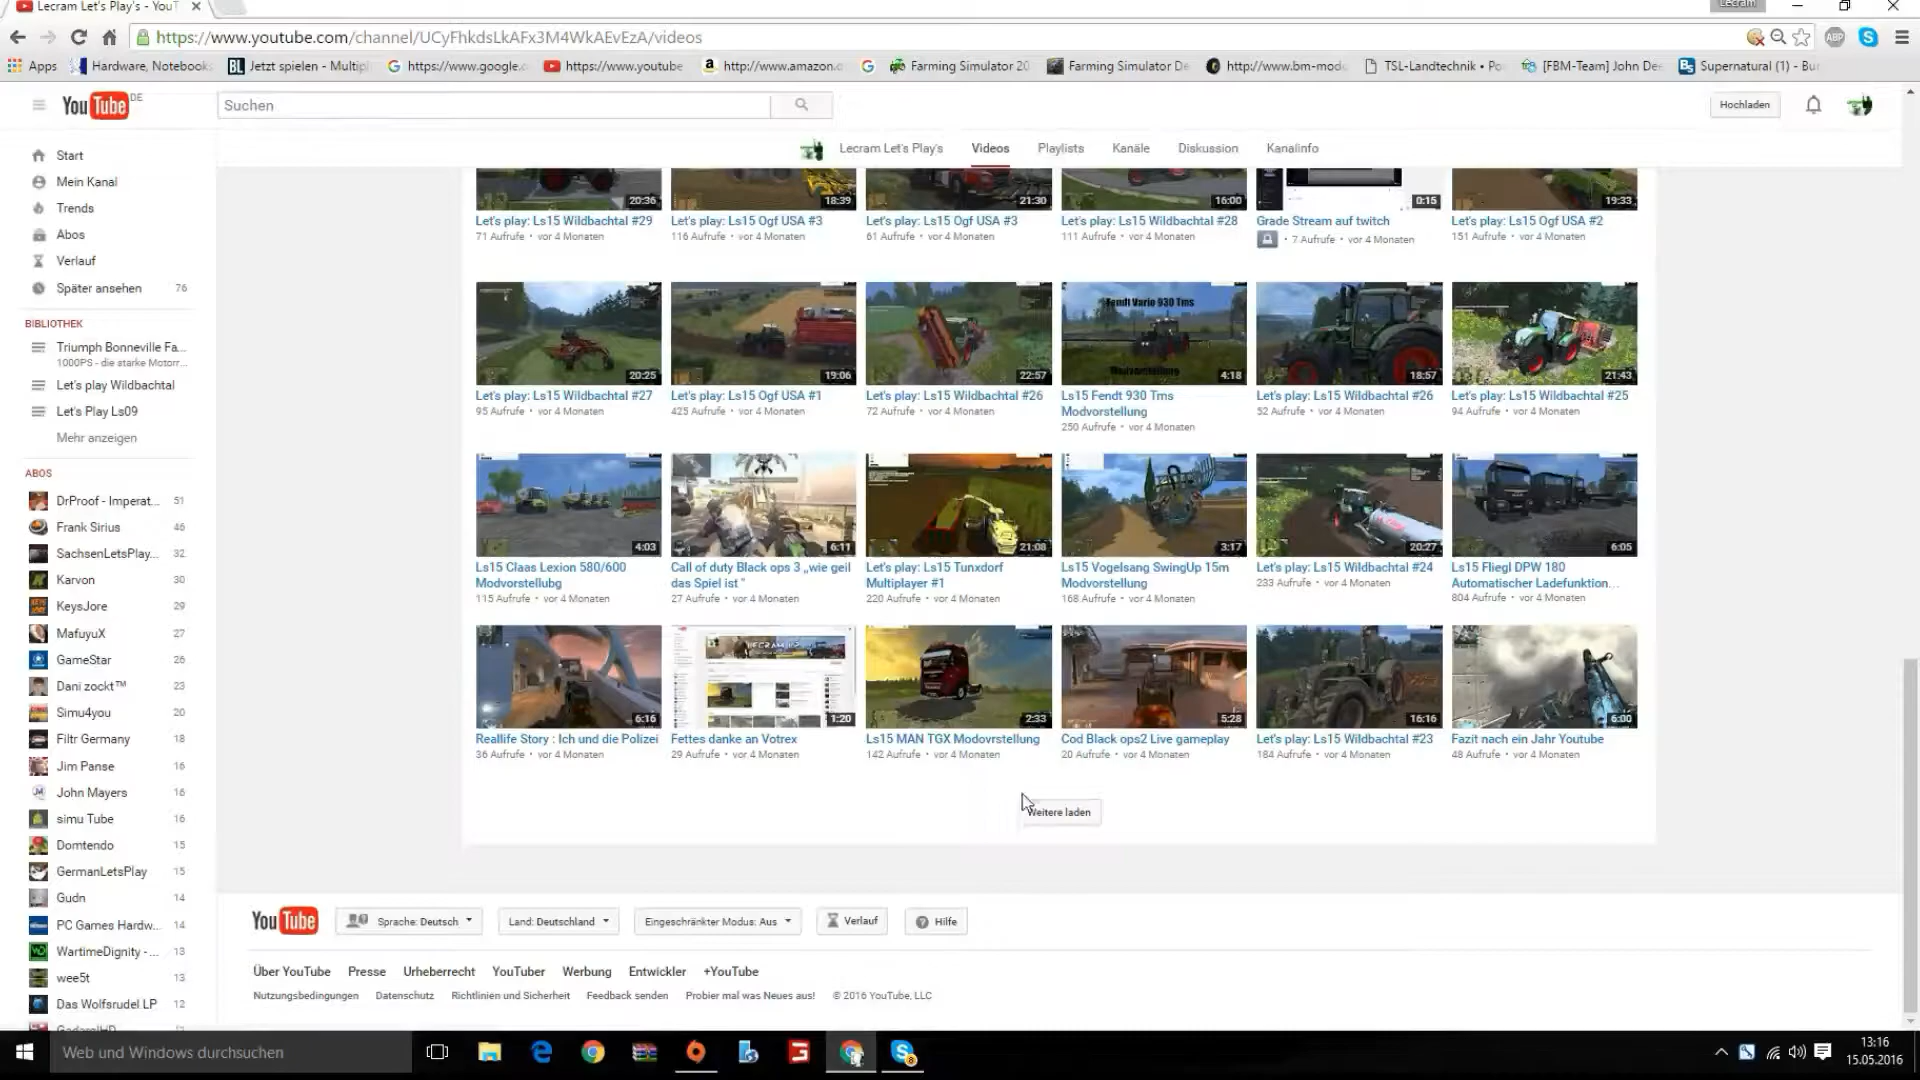 Lecram Let's Play's - YouT
Lecram
https://www.youtube.com/channel/UCyFhkdsLkAFx3M4WkAEvEzA/videos
Apps
Hardware, Notebook
Jetzt spielen - Multip
https://www.google.
https://www.youtube
http://www.amazon.
Farming Simulator 20
Farming Simulator De
http://www.bm-mod
TSL-Landtechnik • Po
[FBM-Team] John De
Supernatural (1) - Bu
YouTube DE
Suchen
Hochladen
Lecram Let's Play's
Videos
Playlists
Kanäle
Diskussion
Kanalinfo
Start
Mein Kanal
Trends
Abos
Verlauf
Später ansehen 76
BIBLIOTHEK
Triumph Bonneville Fa...
1000PS - die starke Motorr...
Let's play Wildbachtal
Let's Play Ls09
Mehr anzeigen
ABOS
DrProof - Imperat... 51
Frank Sirius 46
SachsenLetsPlay... 32
Karvon 30
KeysJore 29
MafuyuX 27
GameStar 26
Dani zockt™ 23
Simu4you 20
Filtr Germany 18
Jim Panse 16
John Mayers 16
simu Tube 16
Domtendo 15
GermanLetsPlay 15
Gudn 14
PC Games Hardw... 14
WartimeDignity -... 13
wee5t 13
Das Wolfsrudel LP 12
20:36
Let's play: Ls15 Wildbachtal #29
71 Aufrufe • vor 4 Monaten
18:39
Let's play: Ls15 Ogf USA #3
116 Aufrufe • vor 4 Monaten
21:30
Let's play: Ls15 Ogf USA #3
61 Aufrufe • vor 4 Monaten
16:00
Let's play: Ls15 Wildbachtal #28
111 Aufrufe • vor 4 Monaten
0:15
Grade Stream auf twitch
• 7 Aufrufe • vor 4 Monaten
19:33
Let's play: Ls15 Ogf USA #2
151 Aufrufe • vor 4 Monaten
20:25
Let's play: Ls15 Wildbachtal #27
95 Aufrufe • vor 4 Monaten
19:06
Let's play: Ls15 Ogf USA #1
425 Aufrufe • vor 4 Monaten
22:57
Let's play: Ls15 Wildbachtal #26
72 Aufrufe • vor 4 Monaten
Fendt Vario 930 Tms
Modvorstellung
4:18
Ls15 Fendt 930 Tms
Modvorstellung
250 Aufrufe • vor 4 Monaten
18:57
Let's play: Ls15 Wildbachtal #26
52 Aufrufe • vor 4 Monaten
21:43
Let's play: Ls15 Wildbachtal #25
94 Aufrufe • vor 4 Monaten
4:03
Ls15 Claas Lexion 580/600
Modvorstellubg
115 Aufrufe • vor 4 Monaten
6:11
Call of duty Black ops 3 „wie geil
das Spiel ist "
27 Aufrufe • vor 4 Monaten
21:08
Let's play: Ls15 Tunxdorf
Multiplayer #1
220 Aufrufe • vor 4 Monaten
3:17
Ls15 Vogelsang SwingUp 15m
Modvorstellung
168 Aufrufe • vor 4 Monaten
20:27
Let's play: Ls15 Wildbachtal #24
233 Aufrufe • vor 4 Monaten
6:05
Ls15 Fliegl DPW 180
Automatischer Ladefunktion...
804 Aufrufe • vor 4 Monaten
6:16
Reallife Story : Ich und die Polizei
36 Aufrufe • vor 4 Monaten
1:20
Fettes danke an Votrex
29 Aufrufe • vor 4 Monaten
2:33
Ls15 MAN TGX Modovrstellung
142 Aufrufe • vor 4 Monaten
5:28
Cod Black ops2 Live gameplay
20 Aufrufe • vor 4 Monaten
16:16
Let's play: Ls15 Wildbachtal #23
184 Aufrufe • vor 4 Monaten
6:00
Fazit nach ein Jahr Youtube
48 Aufrufe • vor 4 Monaten
Weitere laden
YouTube
Sprache: Deutsch
Land: Deutschland
Eingeschränkter Modus: Aus
Verlauf
Hilfe
Über YouTube
Presse
Urheberrecht
YouTuber
Werbung
Entwickler
+YouTube
Nutzungsbedingungen
Datenschutz
Richtlinien und Sicherheit
Feedback senden
Probier mal was Neues aus!
© 2016 YouTube, LLC
Web und Windows durchsuchen
13:16
15.05.2016